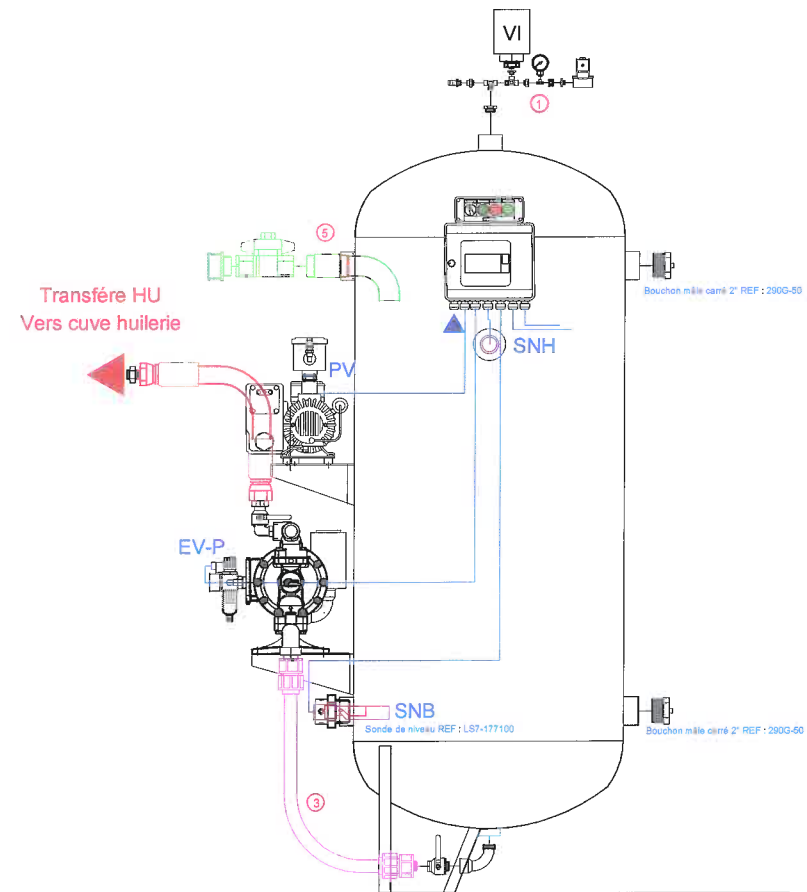 VI
1
5
Bouchon mâle carré 2" REF : 290G-50
Transfére HU
Vers cuve huilerie
SNH
PV
EV-P
SNB
Sonde de niveau REF : LS7-177100
Bouchon mâle carré 2" REF : 290G-50
3